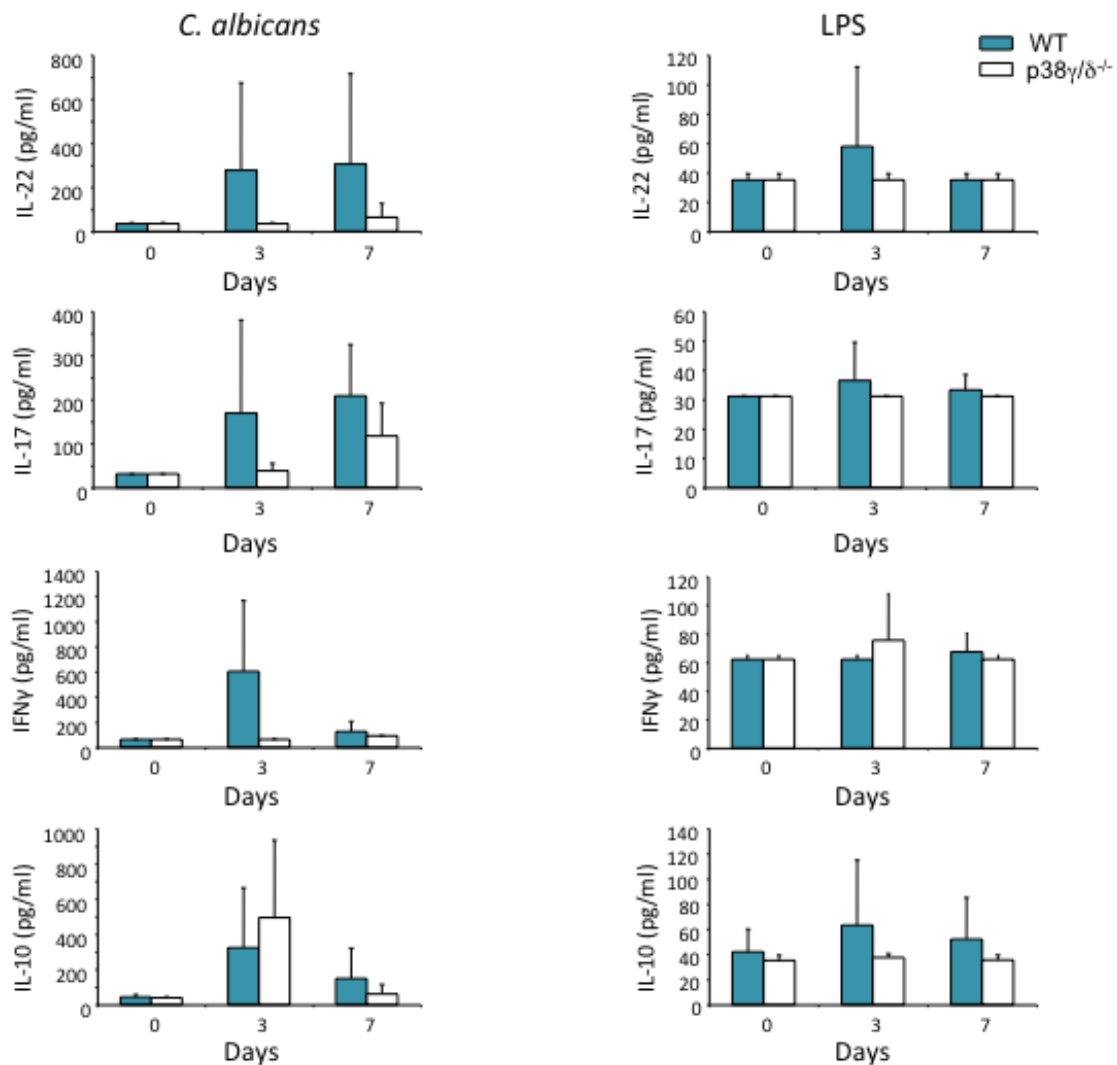 C. albicans
LPS
WT
p38γ/δ-/-
IL-22 (pg/ml)
800
600
400
200
0
0 3 7
Days
IL-22 (pg/ml)
120
100
80
60
40
20
0
0 3 7
Days
IL-17 (pg/ml)
400
300
200
100
0
0 3 7
Days
IL-17 (pg/ml)
60
50
40
30
20
10
0
0 3 7
Days
IFNγ (pg/ml)
1400
1200
1000
800
600
400
200
0
0 3 7
Days
IFNγ (pg/ml)
120
100
80
60
40
20
0
0 3 7
Days
IL-10 (pg/ml)
1000
800
600
400
200
0
0 3 7
Days
IL-10 (pg/ml)
140
120
100
80
60
40
20
0
0 3 7
Days